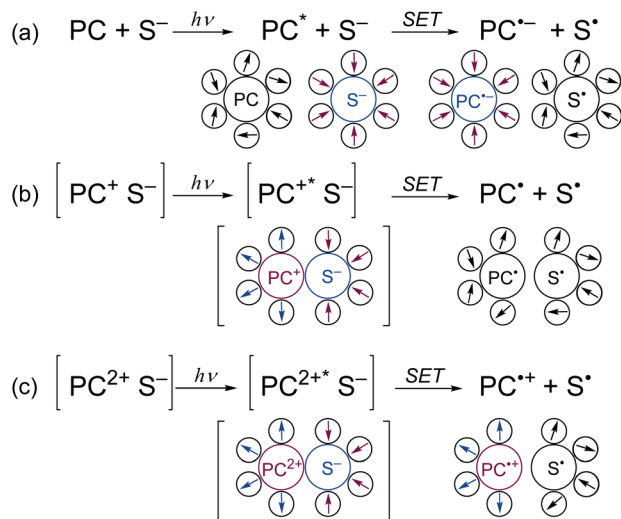 (a) PC + S⁻ hν PC* + S⁻ SET PC•⁻ + S•
PC S⁻ PC•⁻ S•
(b) [PC⁺ S⁻] hν [PC⁺* S⁻] SET PC• + S•
[PC⁺ S⁻] PC• S•
(c) [PC²⁺ S⁻] hν [PC²⁺* S⁻] SET PC•⁺ + S•
[PC²⁺ S⁻] PC•⁺ S•